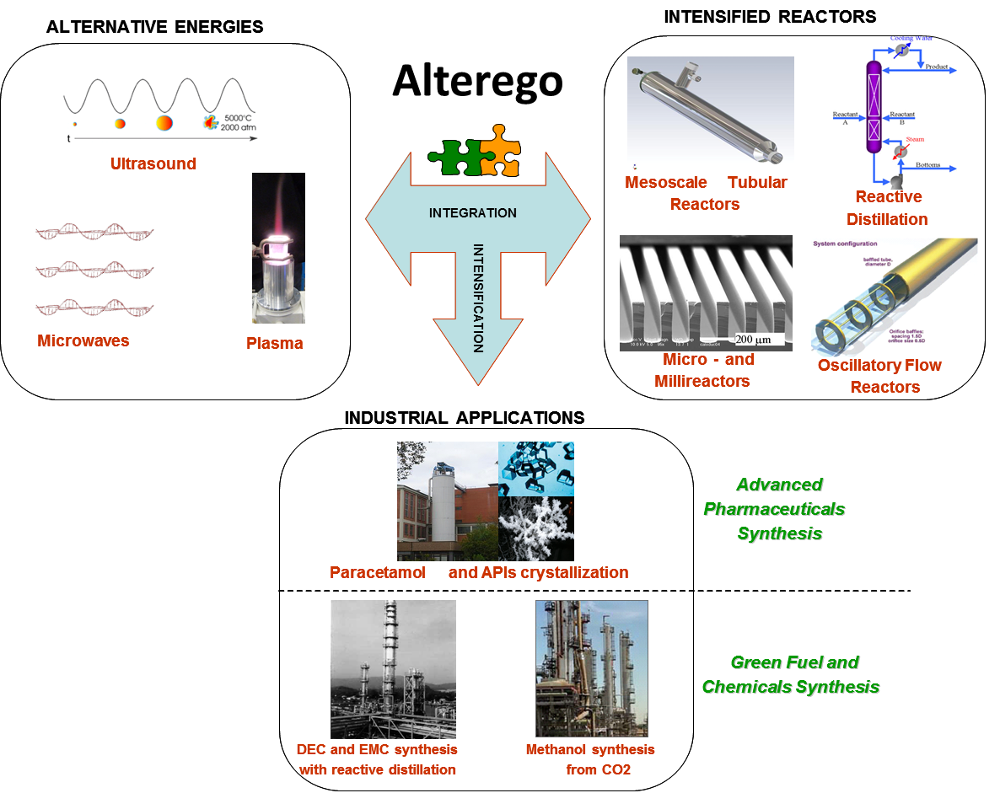 ALTERNATIVE ENERGIES
5000°C
2000 atm
t
Ultrasound
Microwaves
Plasma
Alterego
INTEGRATION
INTENSIFICATION
INTENSIFIED REACTORS
Mesoscale Tubular
Reactors
Cooling Water
Product
Reactant
A
Reactant
B
Steam
Bottoms
Reactive
Distillation
200 µm
Micro - and
Millireactors
System configuration
baffled tube,
diameter D
Orifice baffles:
spacing 1.5D
orifice size 0.5D
Oscillatory Flow
Reactors
INDUSTRIAL APPLICATIONS
Paracetamol and APIs crystallization
Advanced
Pharmaceuticals
Synthesis
DEC and EMC synthesis
with reactive distillation
Methanol synthesis
from CO2
Green Fuel and
Chemicals Synthesis